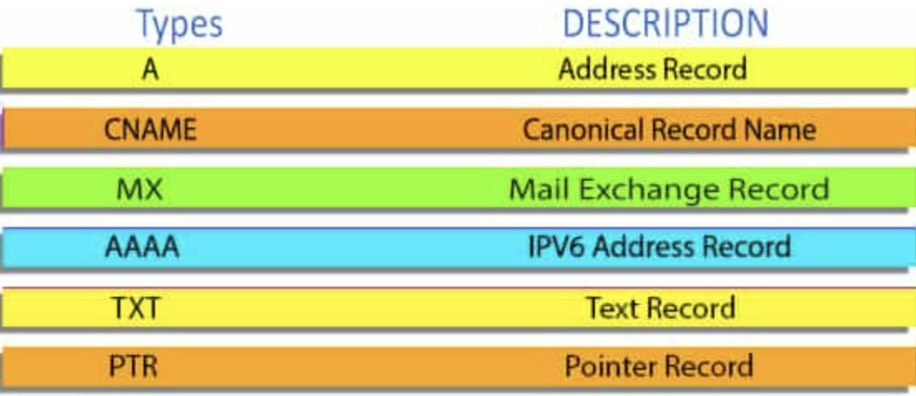 Types DESCRIPTION
A Address Record
CNAME Canonical Record Name
MX Mail Exchange Record
AAAA IPV6 Address Record
TXT Text Record
PTR Pointer Record